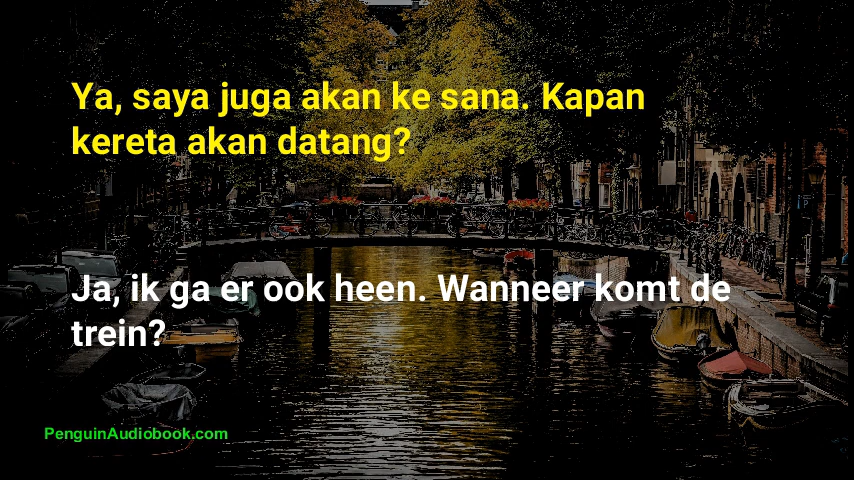 Ya, saya juga akan ke sana. Kapan
kereta akan datang?
Ja, ik ga er ook heen. Wanneer komt de
trein?
PenguinAudiobook.com